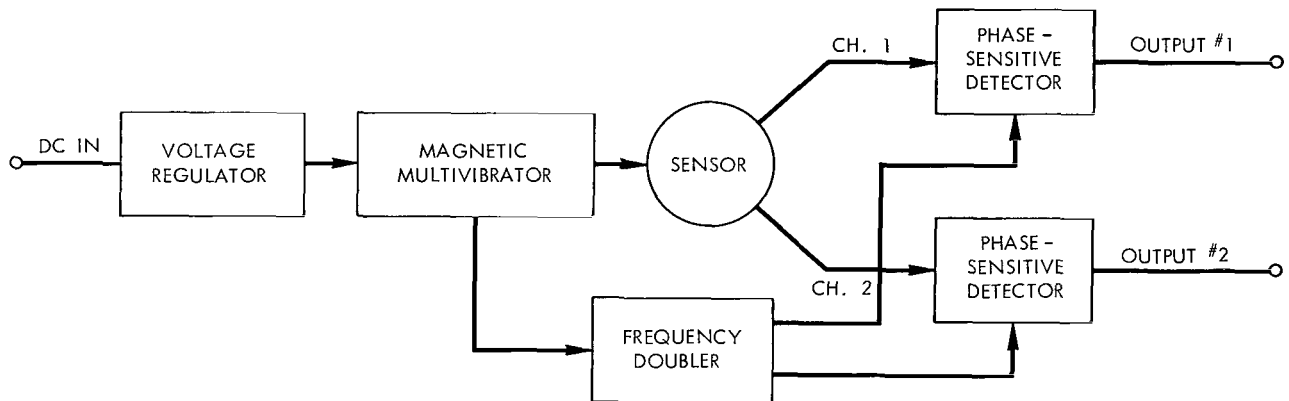 DC IN
VOLTAGE
REGULATOR
MAGNETIC
MULTIVIBRATOR
SENSOR
CH. 1
PHASE-
SENSITIVE
DETECTOR
OUTPUT #1
CH. 2
PHASE-
SENSITIVE
DETECTOR
OUTPUT #2
FREQUENCY
DOUBLER